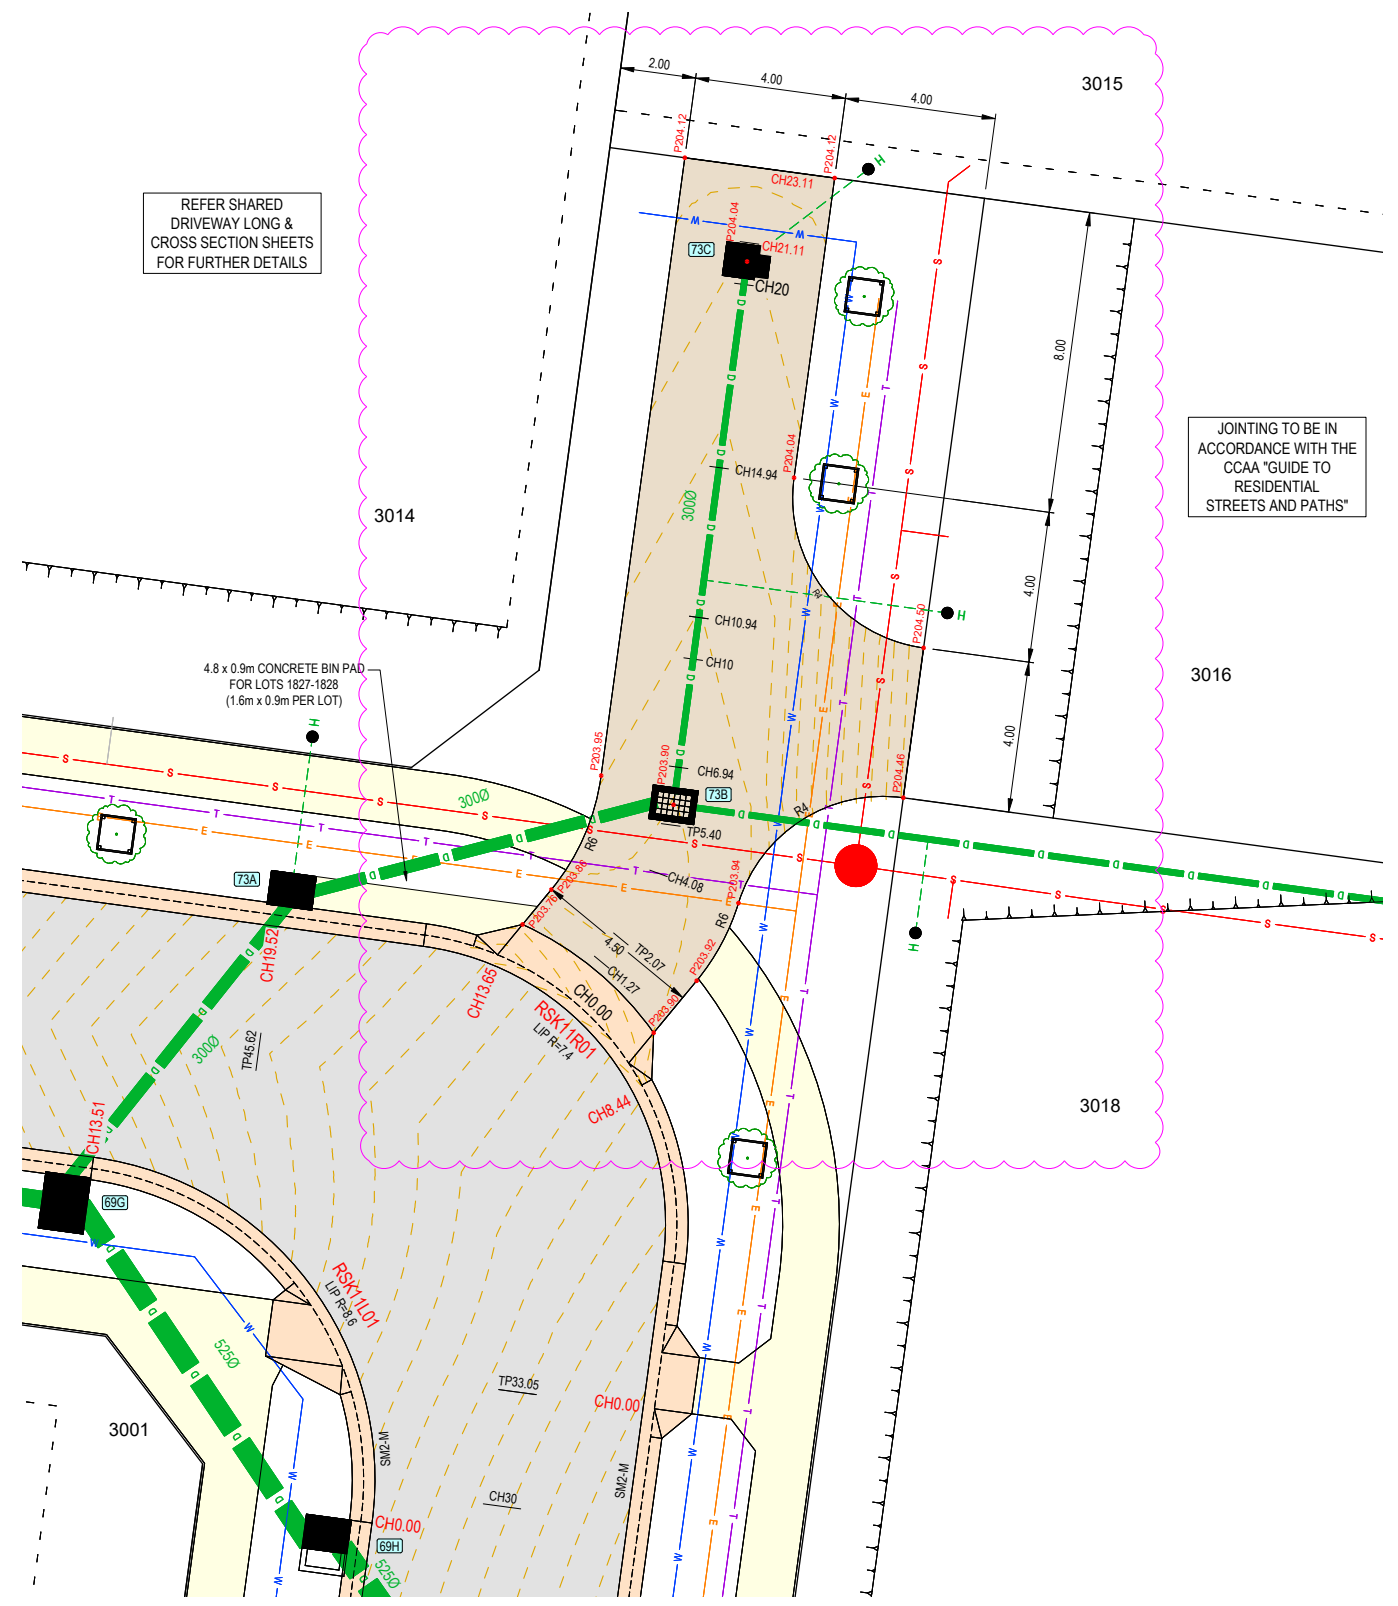 2.00
4.00
4.00
3015
P204.12
P204.12
CH23.11
H
REFER SHARED
DRIVEWAY LONG &
CROSS SECTION SHEETS
FOR FURTHER DETAILS
P204.04
W
W
73C
CH21.11
S
CH20
D
W
8.00
S
D
E
T
W
JOINTING TO BE IN
ACCORDANCE WITH THE
CCAA "GUIDE TO
RESIDENTIAL
STREETS AND PATHS"
P204.04
CH14.94
D
S
E
W
3014
300Ø
D
S
4.00
R4
T
H
P204.50
W
E
D
CH10.94
S
3016
4.8 x 0.9m CONCRETE BIN PAD
FOR LOTS 1827-1828
(1.6m x 0.9m PER LOT)
CH10
D
S
T
E
W
H
4.00
P203.95
P203.90
S
S
S
S
CH6.94
P204.46
73B
300Ø
R4
T
T
T
T
E
E
E
E
D
D
D
D
S
TP5.40
S
S
D
D
D
D
D
D
D
D
R6
P203.86
CH4.08
P203.94
73A
S
S
S
S
P203.76
E
T
R6
H
CH19.52
4.50
TP2.07
P203.92
CH1.27
CH13.65
CH0.00
P203.90
RSK11R01
LIP R=7.4
E
T
W
D
300Ø
TP45.62
CH8.44
CH13.51
D
E
3018
W
69G
W
T
E
W
D
RSK11L01
LIP R=8.6
W
T
E
D
W
525Ø
TP33.05
CH0.00
W
3001
D
SM2-M
E
T
W
SM2-M
CH30
D
W
CH0.00
69H
E
T
W
525Ø
D
W